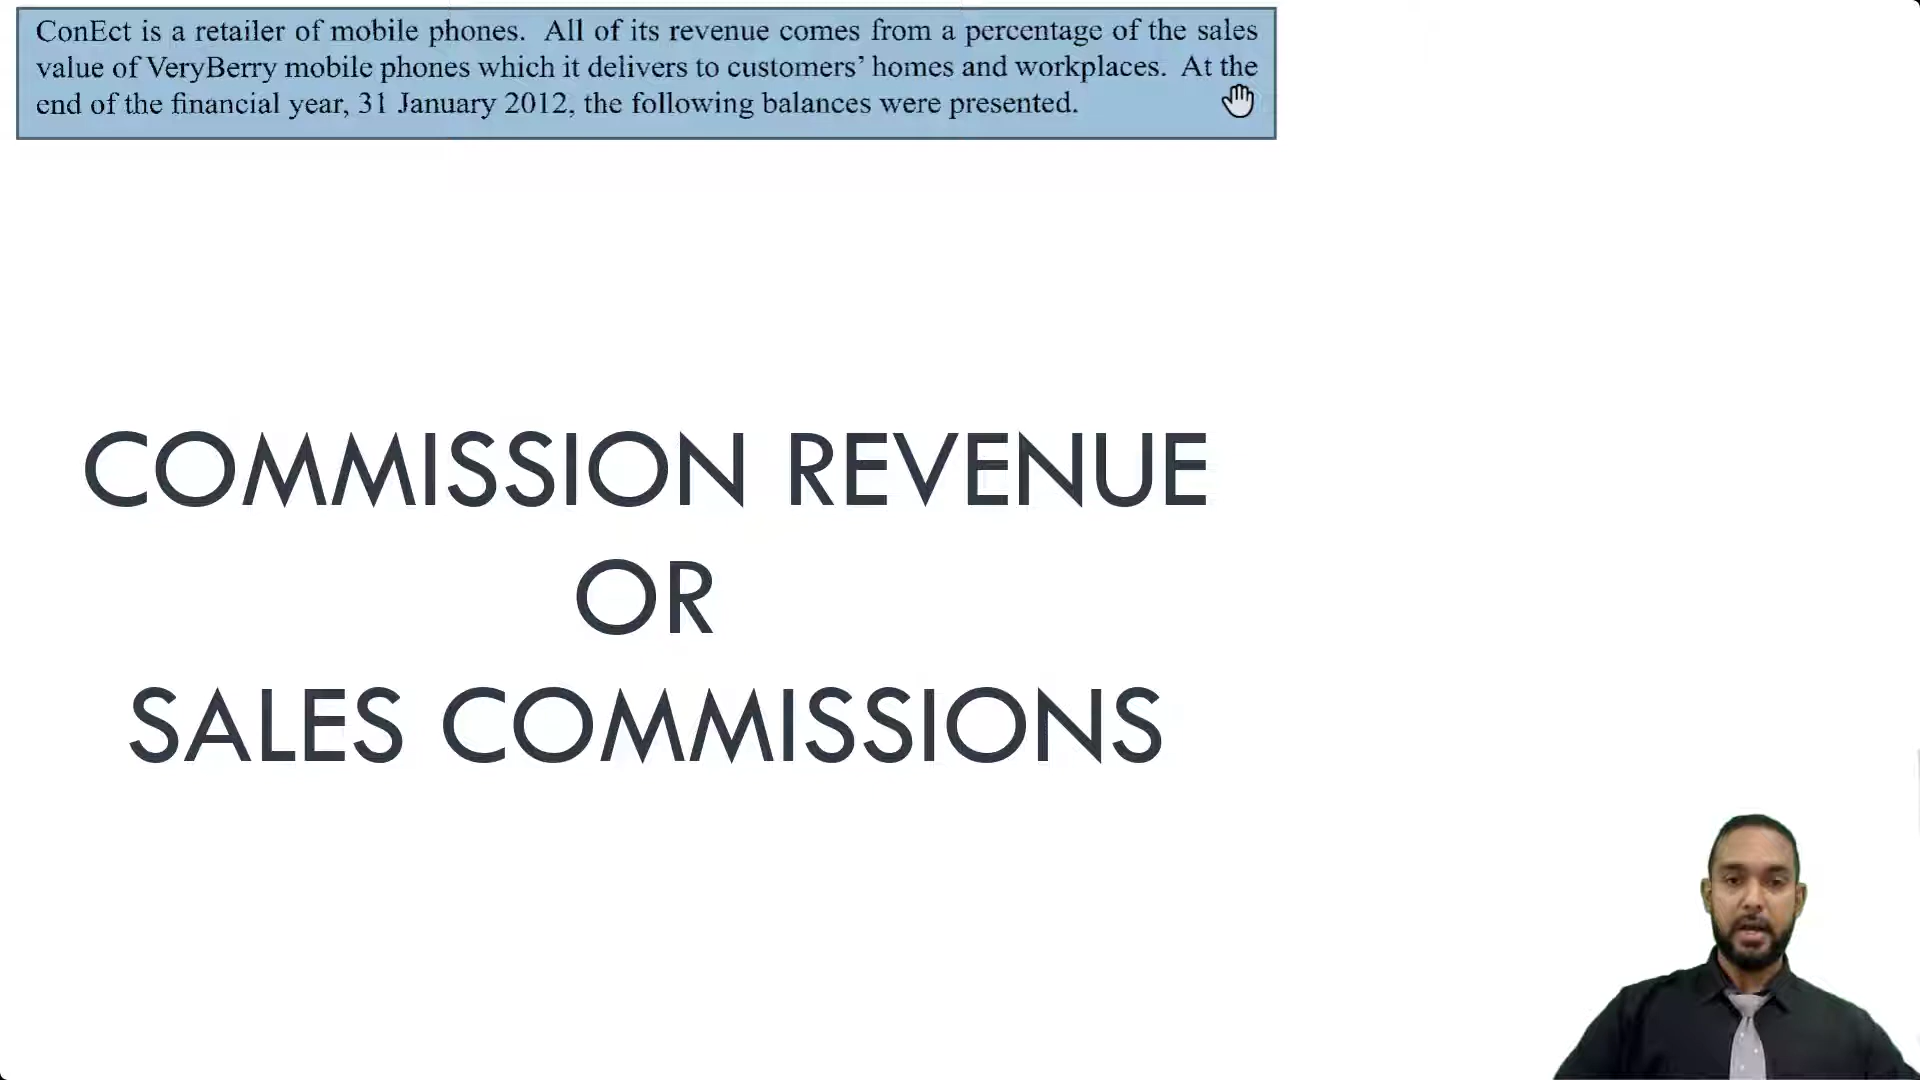 ConEct is a retailer of mobile phones. All of its revenue comes from a percentage of the sales
value of VeryBerry mobile phones which it delivers to customers’ homes and workplaces. At the
end of the financial year, 31 January 2012, the following balances were presented.
COMMISSION REVENUE
OR
SALES COMMISSIONS